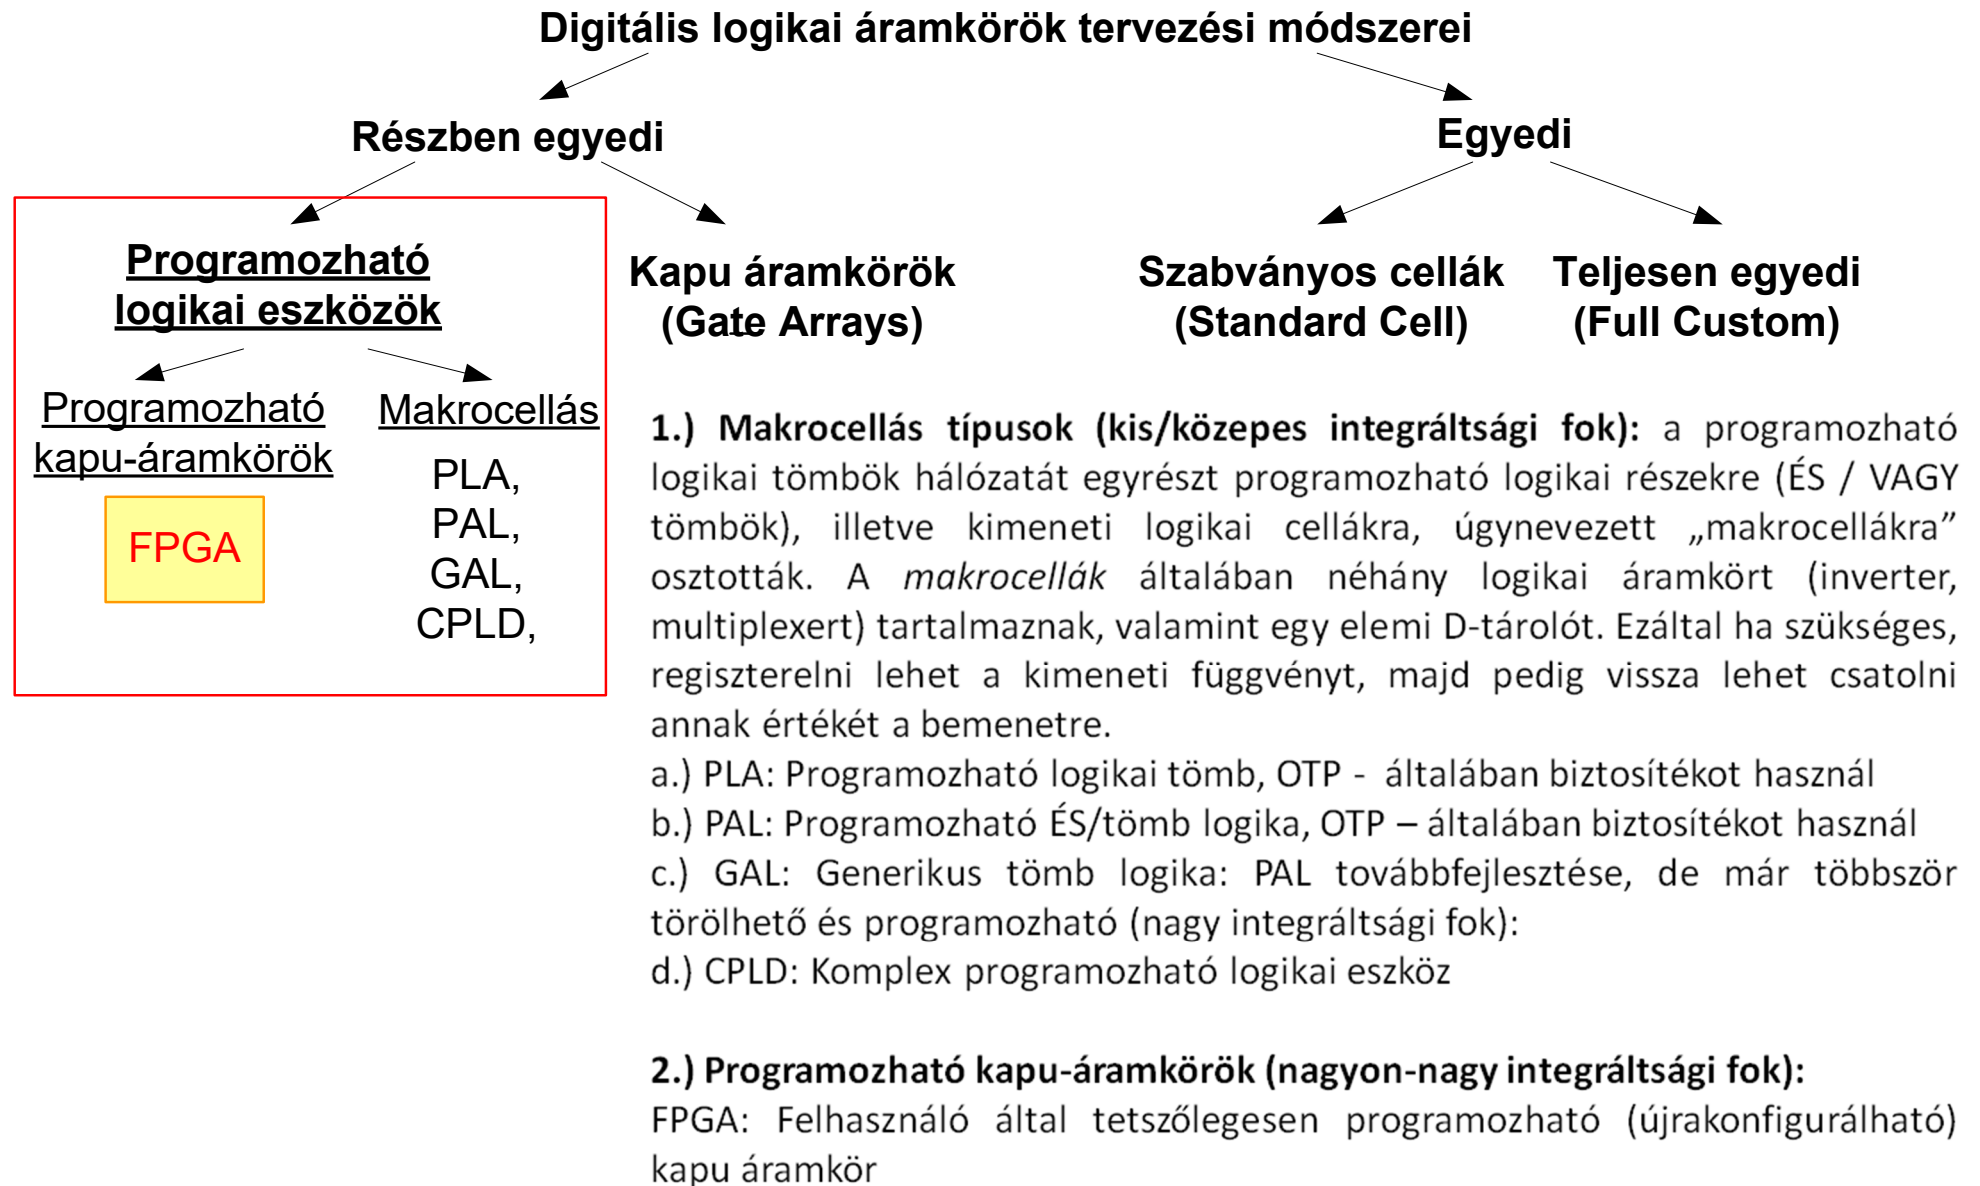 Digitális logikai áramkörök tervezési módszerei
Részben egyedi
Egyedi
Programozható
logikai eszközök
Kapu áramkörök
(Gate Arrays)
Szabványos cellák
(Standard Cell)
Teljesen egyedi
(Full Custom)
Programozható
kapu-áramkörök
FPGA
Makrocellás
PLA,
PAL,
GAL,
CPLD,
1.) Makrocellás típusok (kis/közepes integráltsági fok): a programozható
logikai tömbök hálózatát egyrészt programozható logikai részekre (ÉS / VAGY
tömbök), illetve kimeneti logikai cellákra, úgynevezett „makrocellákra”
osztották. A makrocellák általában néhány logikai áramkört (inverter,
multiplexert) tartalmaznak, valamint egy elemi D-tárolót. Ezáltal ha szükséges,
regiszterelni lehet a kimeneti függvényt, majd pedig vissza lehet csatolni
annak értékét a bemenetre.
a.) PLA: Programozható logikai tömb, OTP - általában biztosítékot használ
b.) PAL: Programozható ÉS/tömb logika, OTP – általában biztosítékot használ
c.) GAL: Generikus tömb logika: PAL továbbfejlesztése, de már többször
törölhető és programozható (nagy integráltsági fok):
d.) CPLD: Komplex programozható logikai eszköz
2.) Programozható kapu-áramkörök (nagyon-nagy integráltsági fok):
FPGA: Felhasználó által tetszőlegesen programozható (újrakonfigurálható)
kapu áramkör